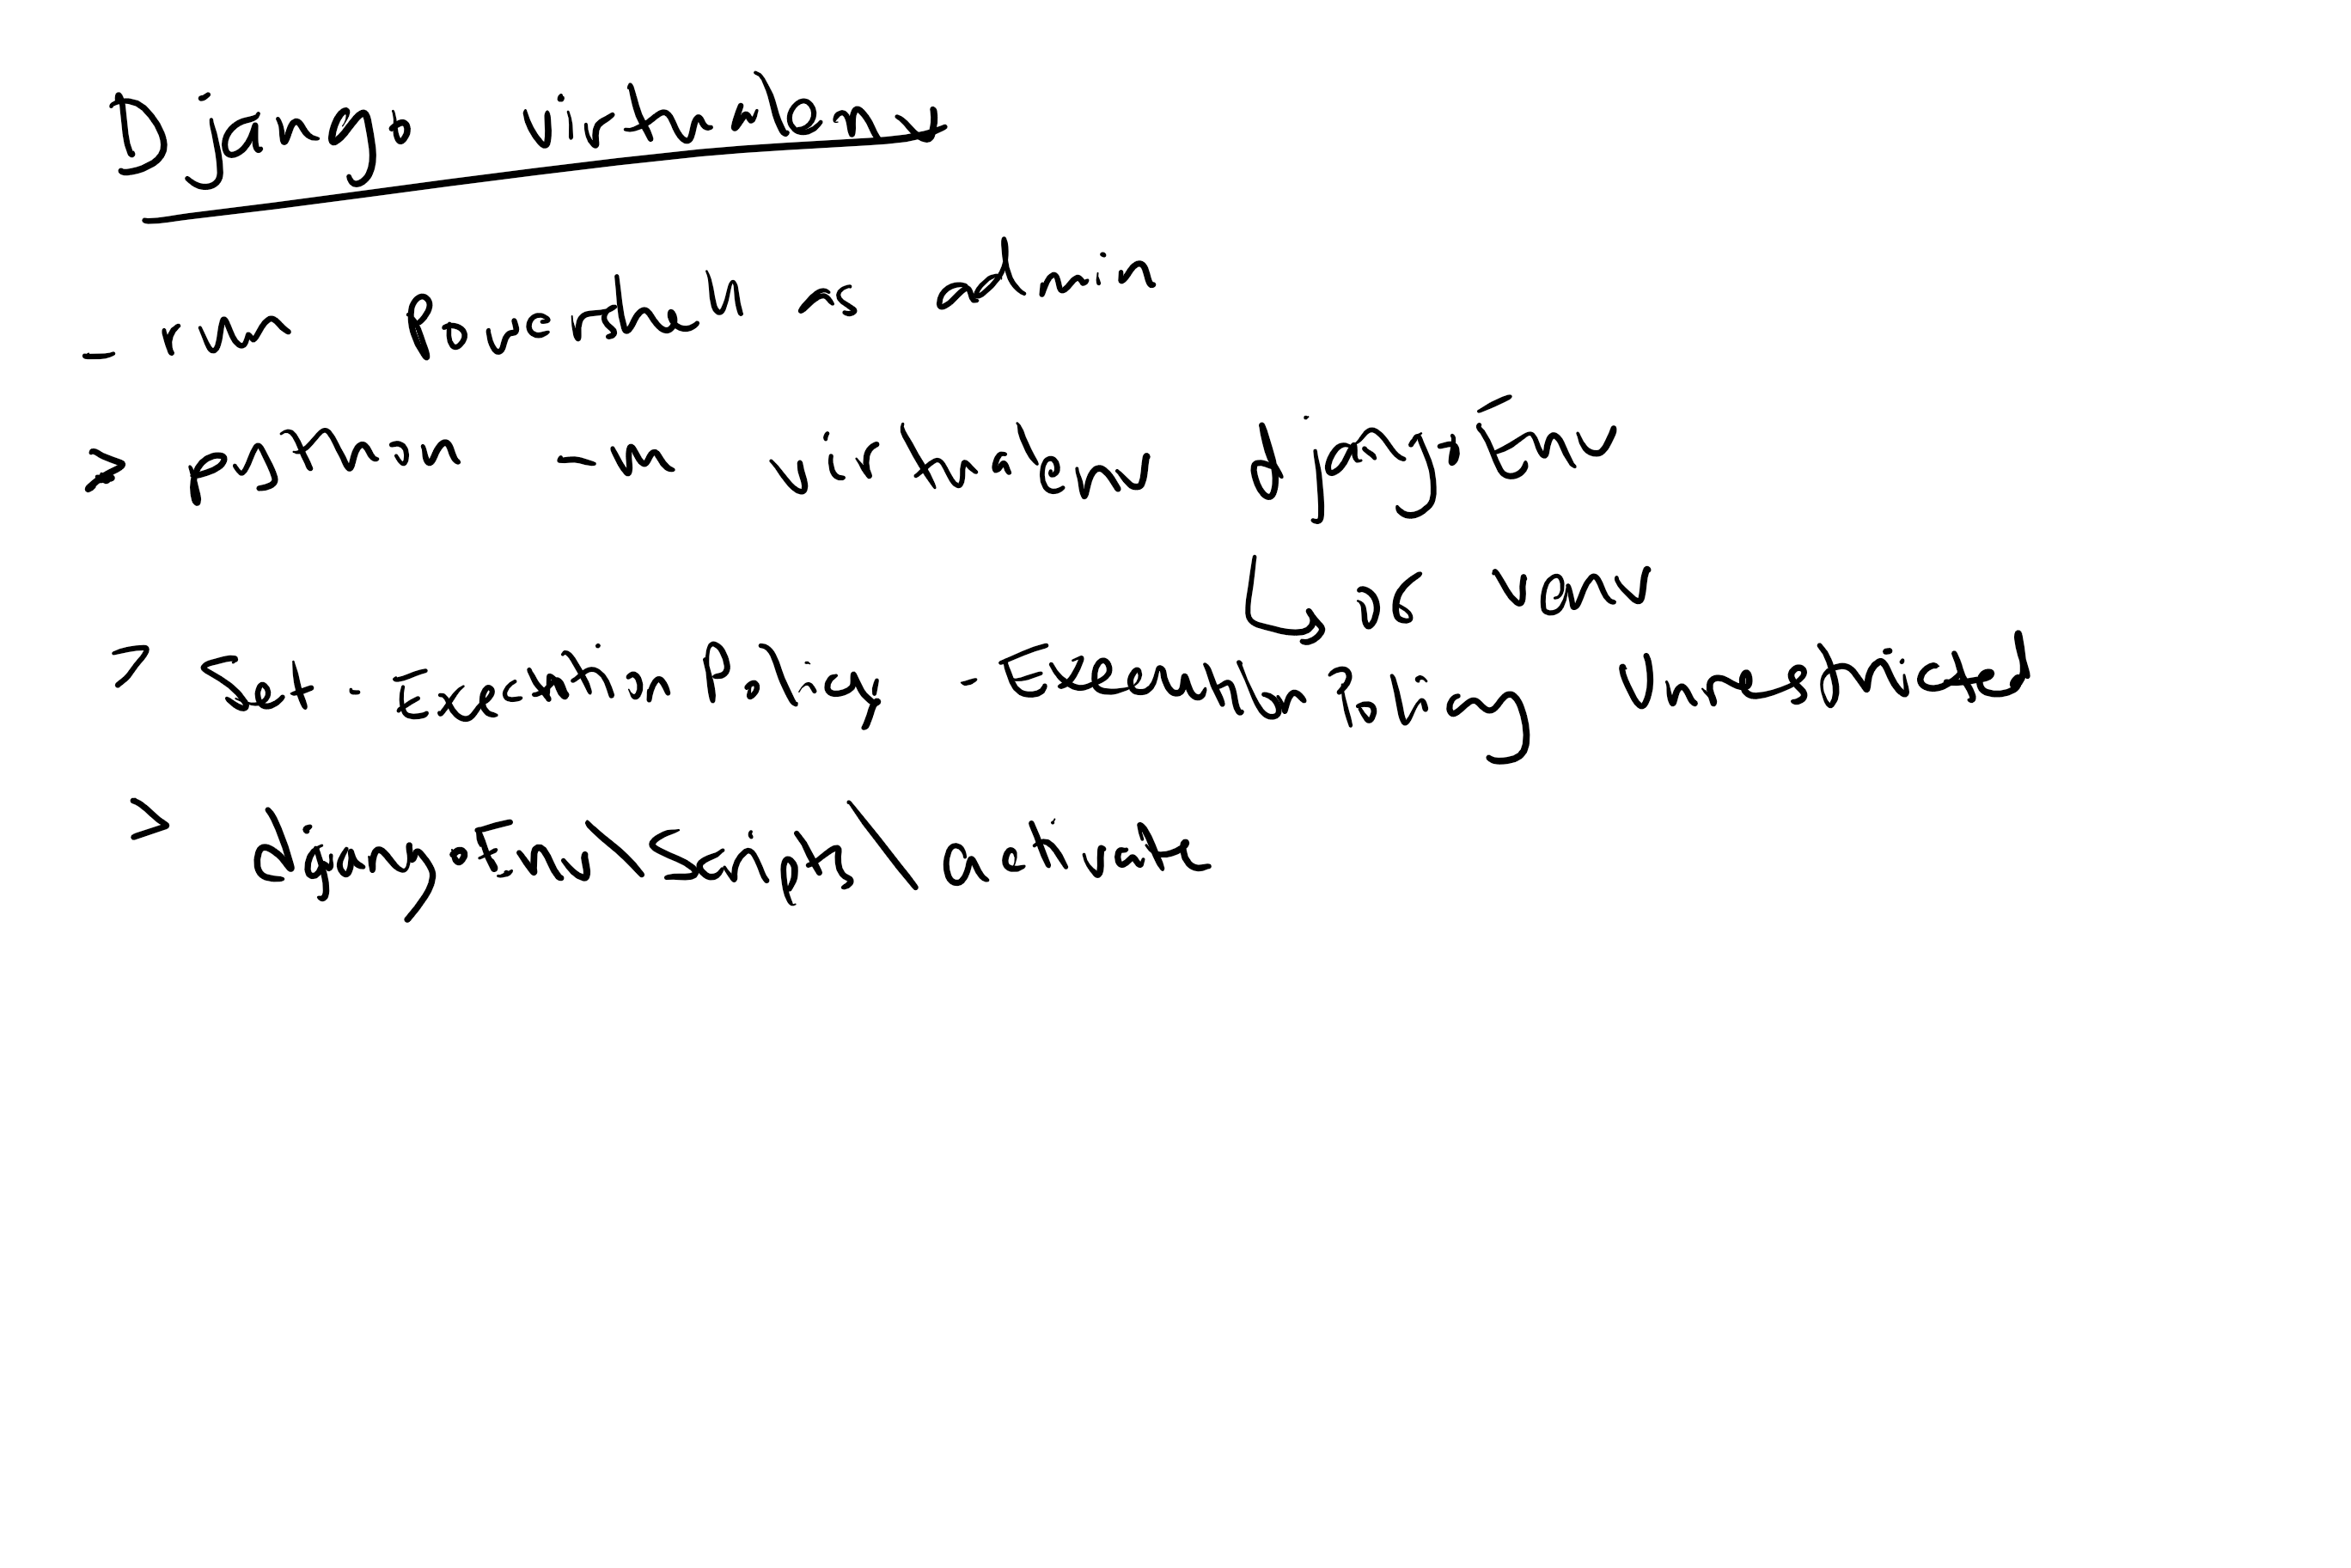 Django virtualenv
- run Powershell as admin
> python -m virtualenv djangoEnv
↳ or venv
> Set-ExecutionPolicy -ExecutionPolicy Unrestricted
> djangoEnv\Scripts\activate